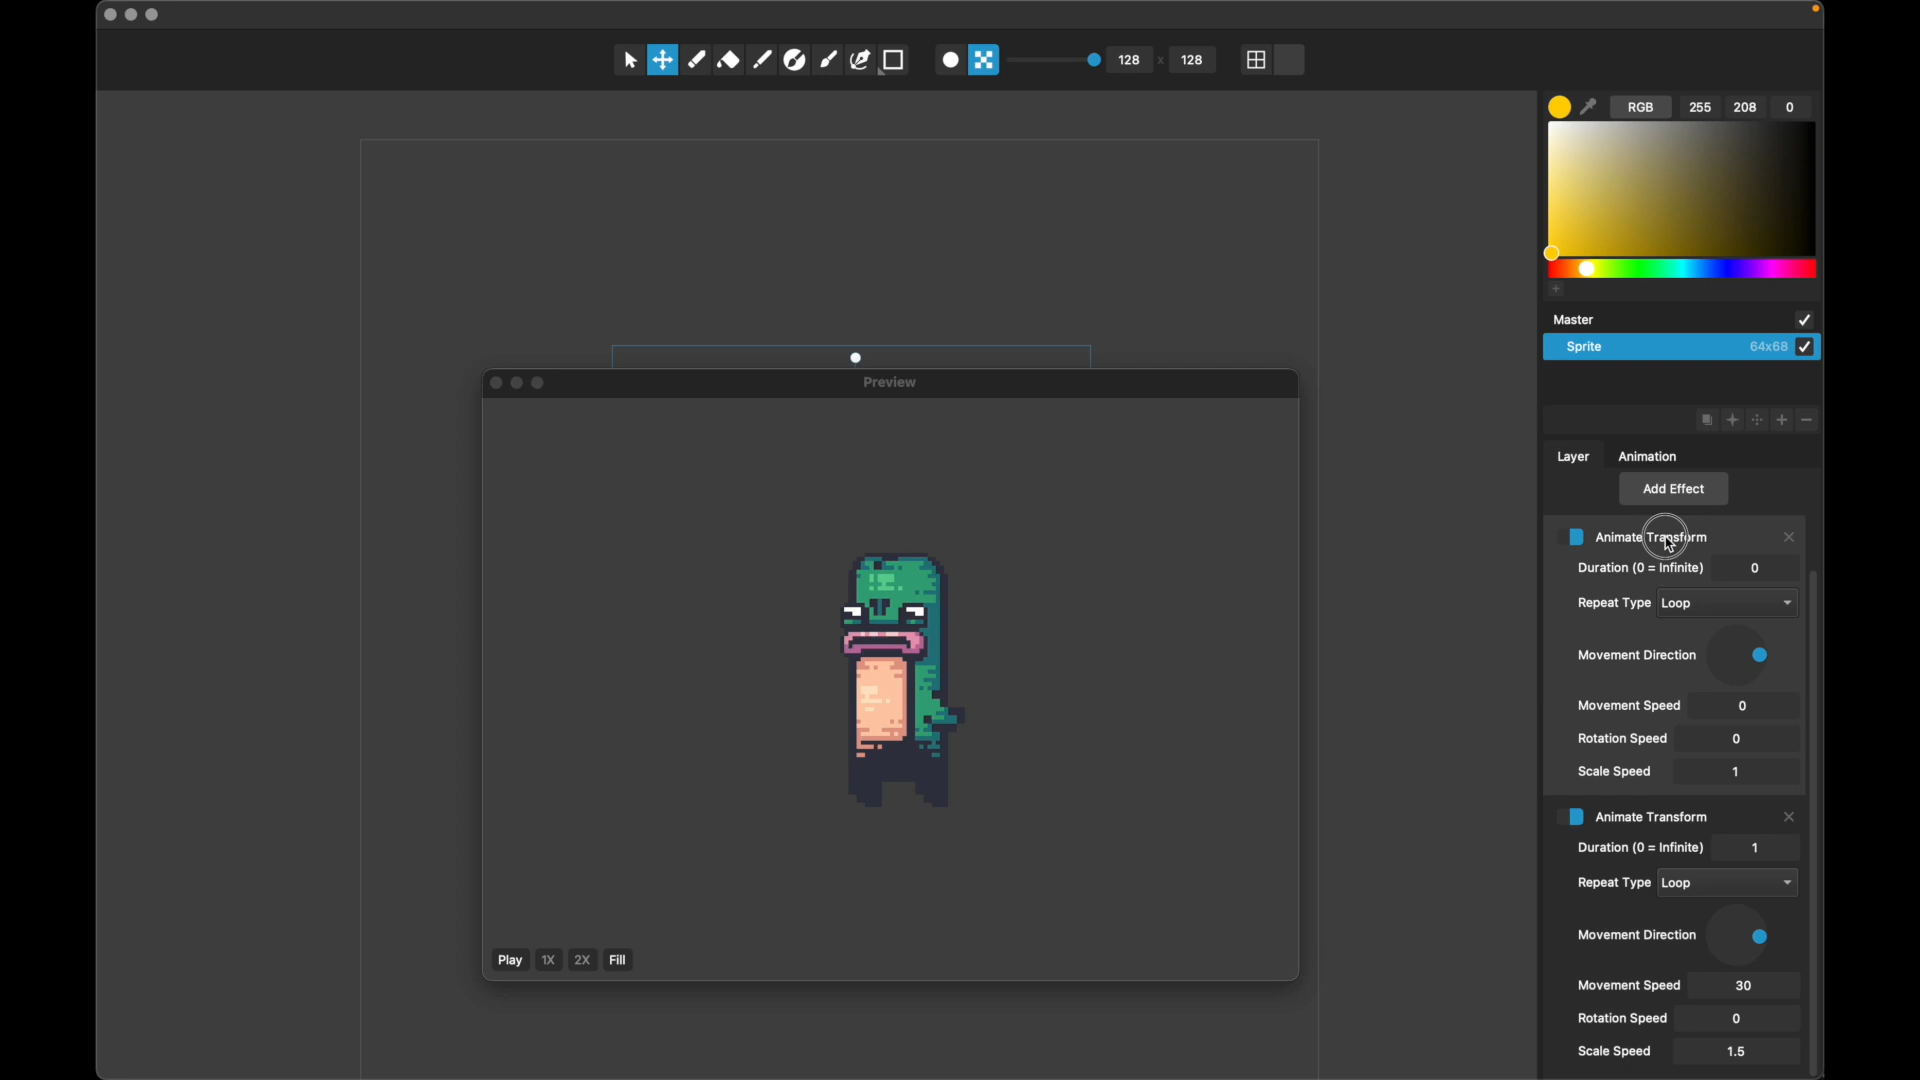 128 x 128
RGB 255 208 0
Master
Sprite 64x68
Preview
Layer Animation
Add Effect
Animate Transform
Duration (0 = Infinite) 0
Repeat Type Loop
Movement Direction
Movement Speed 0
Rotation Speed 0
Scale Speed 1
Animate Transform
Duration (0 = Infinite) 1
Repeat Type Loop
Movement Direction
Movement Speed 30
Rotation Speed 0
Scale Speed 1.5
Play 1X 2X Fill